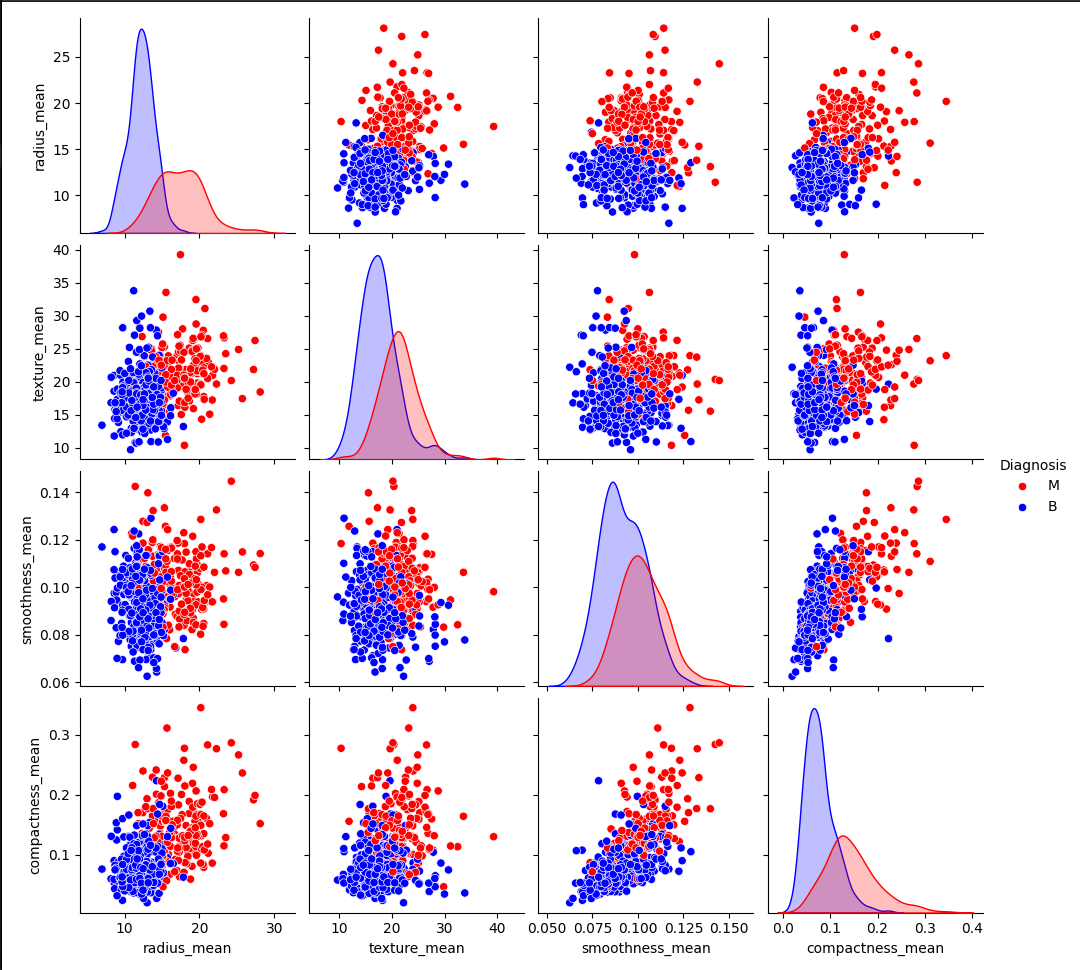 radius_mean
25
20
15
10
texture_mean
40
35
30
25
20
15
10
Diagnosis
M
B
smoothness_mean
0.14
0.12
0.10
0.08
0.06
compactness_mean
0.3
0.2
0.1
10 20 30 10 20 30 40 0.050 0.075 0.100 0.125 0.150 0.0 0.1 0.2 0.3 0.4
radius_mean texture_mean smoothness_mean compactness_mean